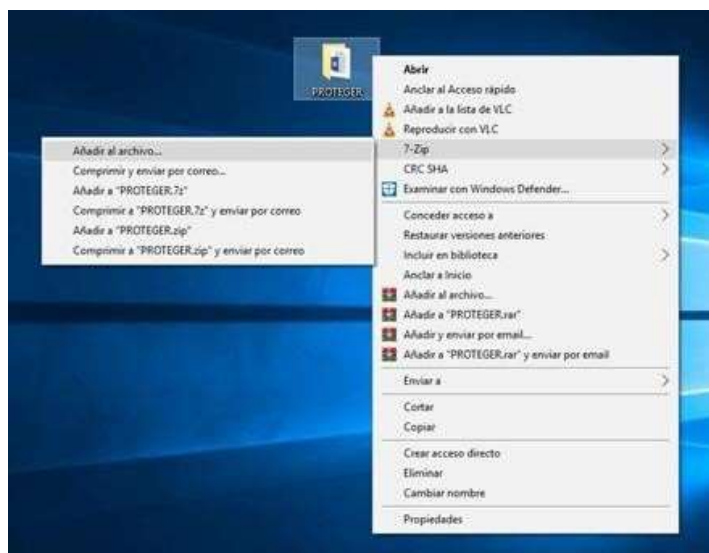 PROTEGER
Abrir
Anclar al Acceso rápido
Añadir a la lista de VLC
Reproducir con VLC
7-Zip
CRC SHA
Examinar con Windows Defender...
Conceder acceso a
Restaurar versiones anteriores
Incluir en biblioteca
Anclar a Inicio
Añadir al archivo...
Añadir a "PROTEGER.rar"
Añadir y enviar por email...
Añadir a "PROTEGER.rar" y enviar por email
Enviar a
Cortar
Copiar
Crear acceso directo
Eliminar
Cambiar nombre
Propiedades
Añadir al archivo...
Comprimir y enviar por correo...
Añadir a "PROTEGER.7z"
Comprimir a "PROTEGER.7z" y enviar por correo
Añadir a "PROTEGER.zip"
Comprimir a "PROTEGER.zip" y enviar por correo